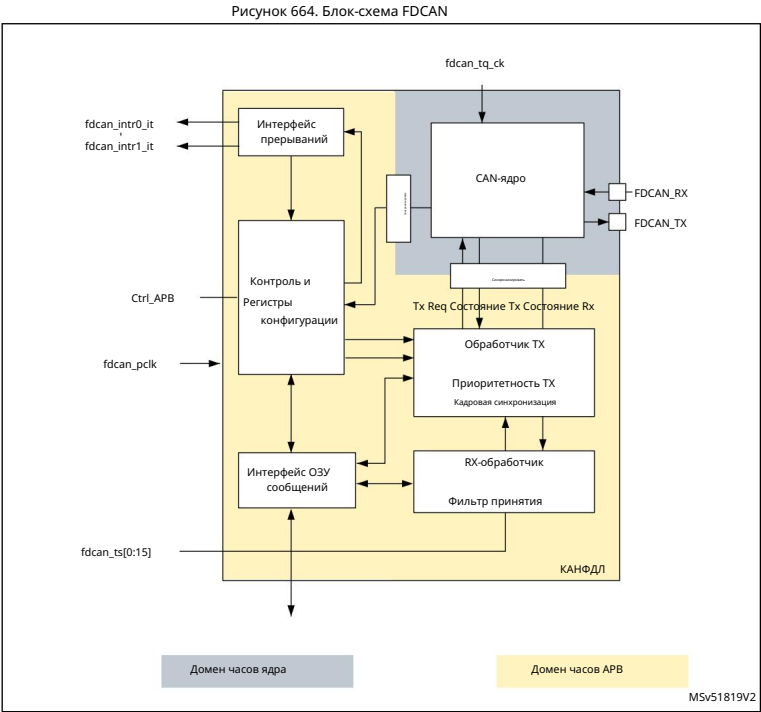 Рисунок 664. Блок-схема FDCAN
fdcan_tq_ck
fdcan_intr0_it
fdcan_intr1_it
Интерфейс
прерываний
CAN-ядро
FDCAN_RX
FDCAN_TX
Синхронизировать
Контроль и
Регистры
конфигурации
Ctrl_APB
Tx Req Состояние Tx Состояние Rx
Обработчик TX
Приоритетность TX
Кадровая синхронизация
fdcan_pclk
Интерфейс ОЗУ
сообщений
RX-обработчик
Фильтр принятия
fdcan_ts[0:15]
КАНФДЛ
Домен часов ядра
Домен часов APB
MSv51819V2